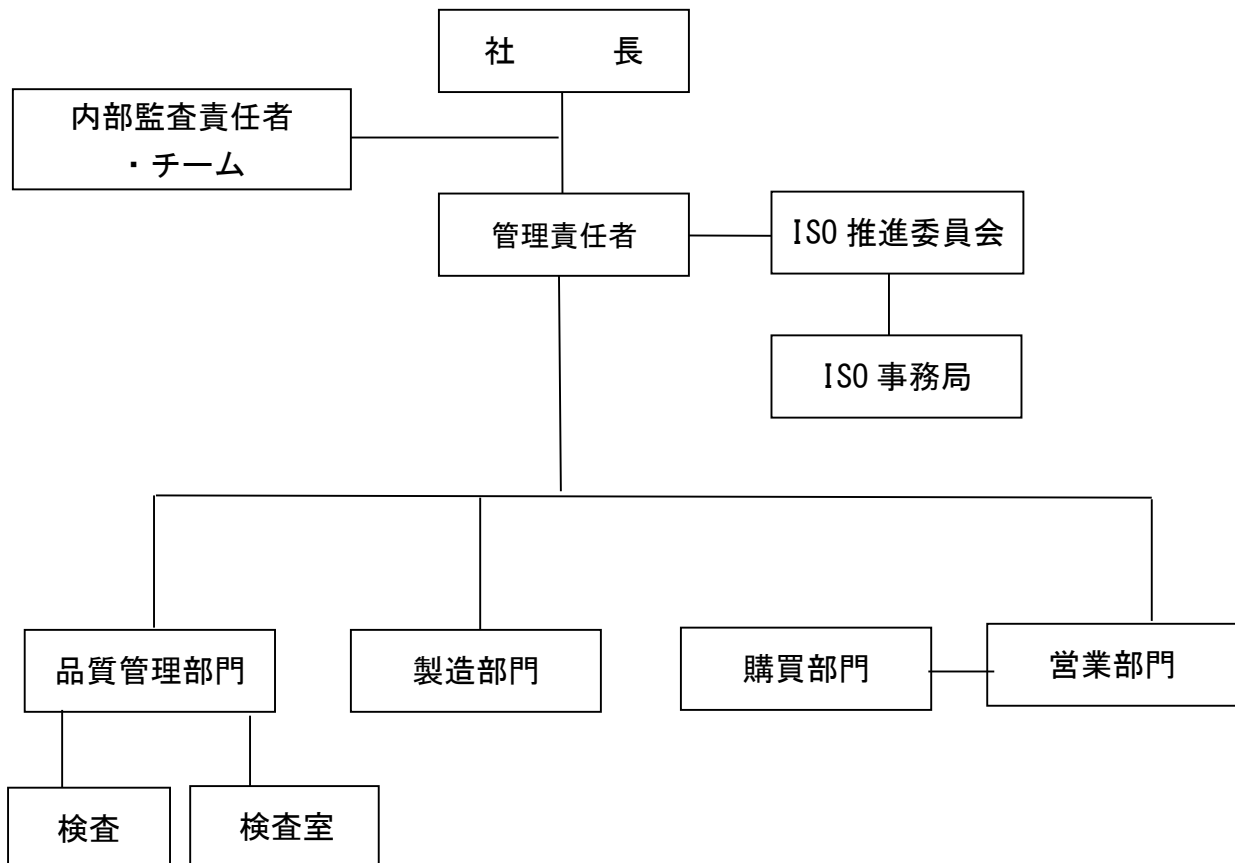 社　　　長
内部監査責任者
・チーム
管理責任者
ISO 推進委員会
ISO 事務局
品質管理部門
製造部門
購買部門
営業部門
検査
検査室